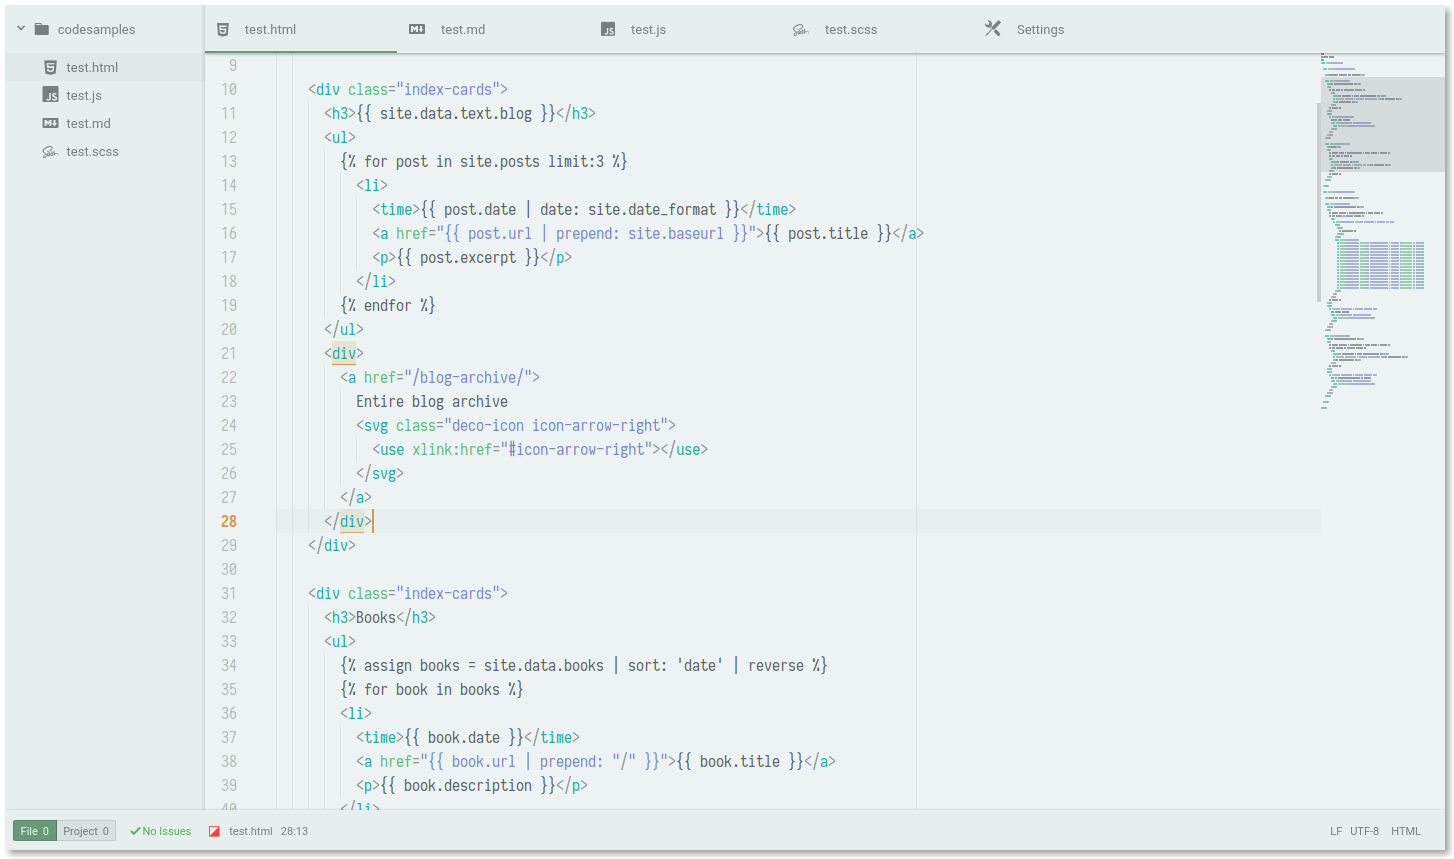 codesamples
test.html
test.js
test.md
test.scss
test.html test.md test.js test.scss Settings
9
10 <div class="index-cards">
11 <h3>{{ site.data.text.blog }}</h3>
12 <ul>
13 {% for post in site.posts limit:3 %}
14 <li>
15 <time>{{ post.date | date: site.date_format }}</time>
16 <a href="{{ post.url | prepend: site.baseurl }}">{{ post.title }}</a>
17 <p>{{ post.excerpt }}</p>
18 </li>
19 {% endfor %}
20 </ul>
21 <div>
22 <a href="/blog-archive/">
23 Entire blog archive
24 <svg class="deco-icon icon-arrow-right">
25 <use xlink:href="#icon-arrow-right"></use>
26 </svg>
27 </a>
28 </div>
29 </div>
30
31 <div class="index-cards">
32 <h3>Books</h3>
33 <ul>
34 {% assign books = site.data.books | sort: 'date' | reverse %}
35 {% for book in books %}
36 <li>
37 <time>{{ book.date }}</time>
38 <a href="{{ book.url | prepend: "/" }}">{{ book.title }}</a>
39 <p>{{ book.description }}</p>
40 </li>
File 0 Project 0 No Issues test.html 28:13 LF UTF-8 HTML